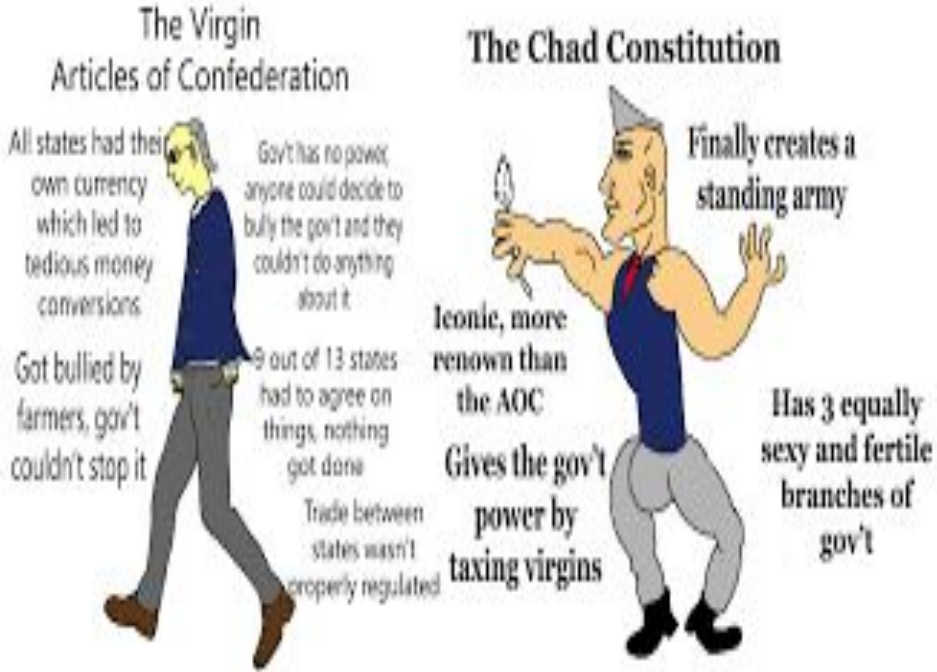 The Virgin
Articles of Confederation
All states had their
own currency
which led to
tedious money
conversions
Gov't has no power,
anyone could decide to
bully the gov't and they
couldn't do anything
about it
Got bullied by
farmers, gov't
couldn't stop it
9 out of 13 states
had to agree on
things, nothing
got done
Trade between
states wasn't
properly regulated
The Chad Constitution
Finally creates a
standing army
Iconic, more
renown than
the AOC
Gives the gov't
power by
taxing virgins
Has 3 equally
sexy and fertile
branches of
gov't